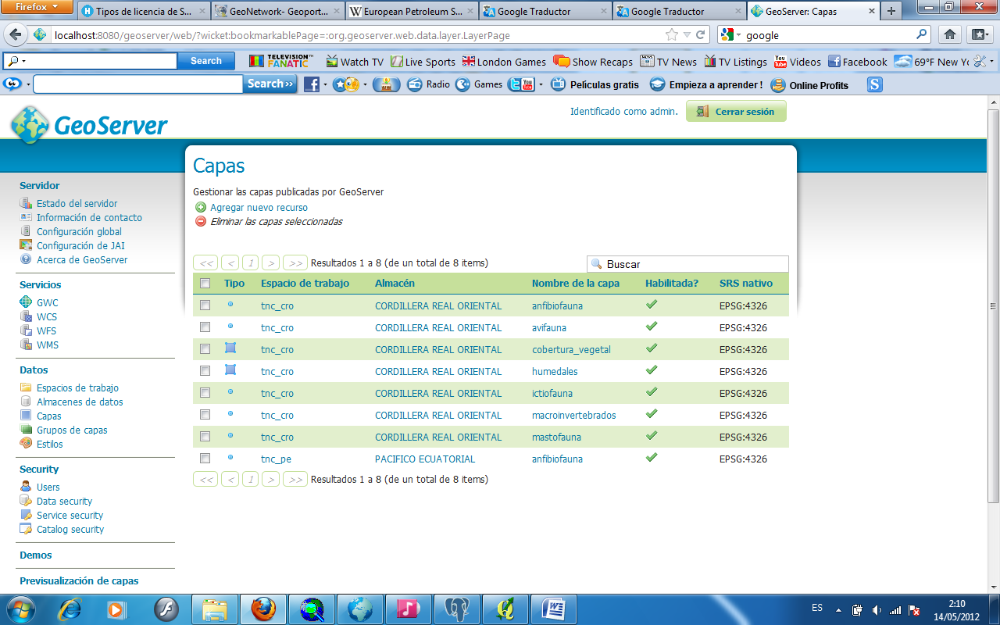 Firefox
Tipos de licencia de S...
GeoNetwork- Geoport...
European Petroleum S...
Google Traductor
Google Traductor
GeoServer: Capas
localhost:8080/geoserver/web/?wicket:bookmarkablePage=:org.geoserver.web.data.layer.LayerPage
google
Search
TELEVISION FANATIC
Watch TV
Live Sports
London Games
Show Recaps
TV News
TV Listings
Videos
Facebook
69°F New Yo
Search>>
Radio
Games
Películas gratis
Empieza a aprender !
Online Profits
GeoServer
Identificado como admin.
Cerrar sesión
Servidor
Estado del servidor
Información de contacto
Configuración global
Configuración de JAI
Acerca de GeoServer
Servicios
GWC
WCS
WFS
WMS
Datos
Espacios de trabajo
Almacenes de datos
Capas
Grupos de capas
Estilos
Security
Users
Data security
Service security
Catalog security
Demos
Previsualización de capas
Capas
Gestionar las capas publicadas por GeoServer
Agregar nuevo recurso
Eliminar las capas seleccionadas
<< < 1 > >> Resultados 1 a 8 (de un total de 8 items)
Buscar
Tipo Espacio de trabajo Almacén Nombre de la capa Habilitada? SRS nativo
tnc_cro CORDILLERA REAL ORIENTAL anfibiofauna EPSG:4326
tnc_cro CORDILLERA REAL ORIENTAL avifauna EPSG:4326
tnc_cro CORDILLERA REAL ORIENTAL cobertura_vegetal EPSG:4326
tnc_cro CORDILLERA REAL ORIENTAL humedales EPSG:4326
tnc_cro CORDILLERA REAL ORIENTAL ictiofauna EPSG:4326
tnc_cro CORDILLERA REAL ORIENTAL macroinvertebrados EPSG:4326
tnc_cro CORDILLERA REAL ORIENTAL mastofauna EPSG:4326
tnc_pe PACIFICO ECUATORIAL anfibiofauna EPSG:4326
<< < 1 > >> Resultados 1 a 8 (de un total de 8 items)
ES
2:10
14/05/2012